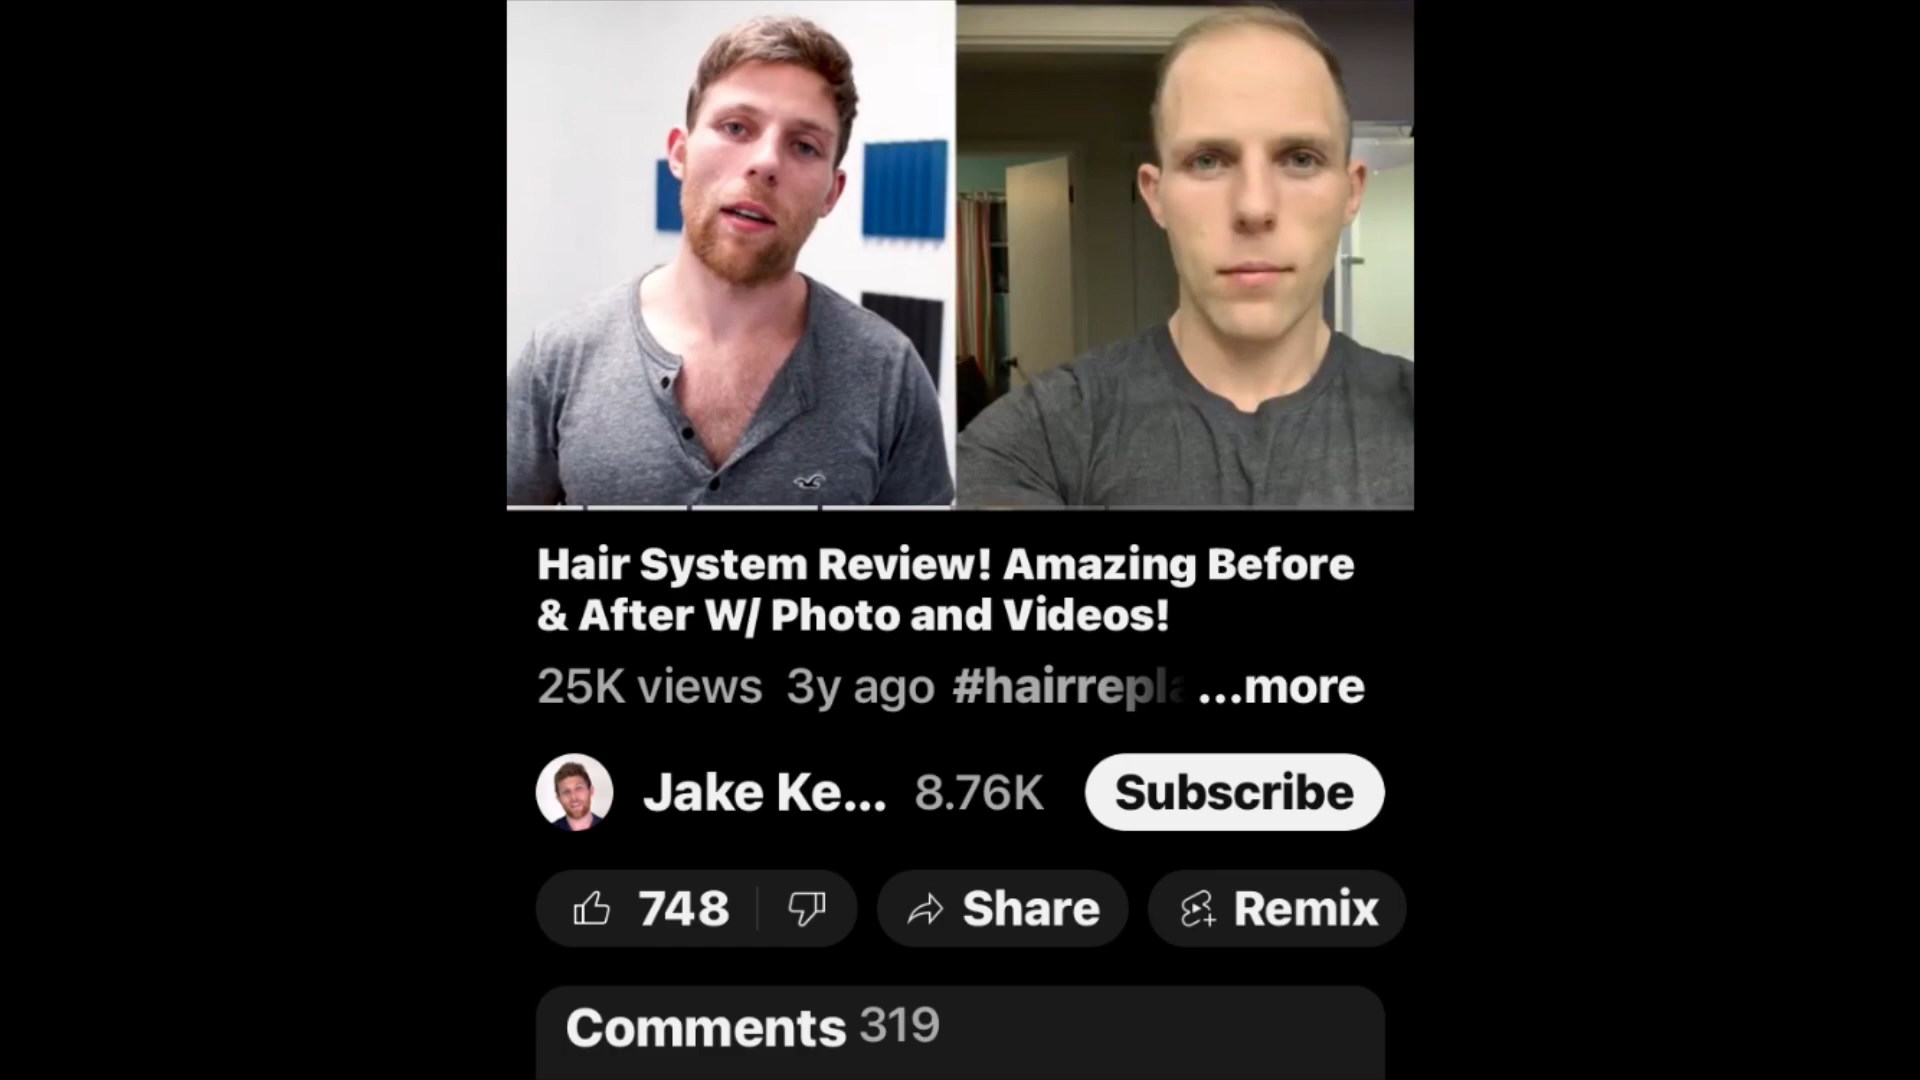 Hair System Review! Amazing Before
& After W/ Photo and Videos!
25K views 3y ago #hairrepl ...more
Jake Ke... 8.76K Subscribe
748 Share Remix
Comments 319